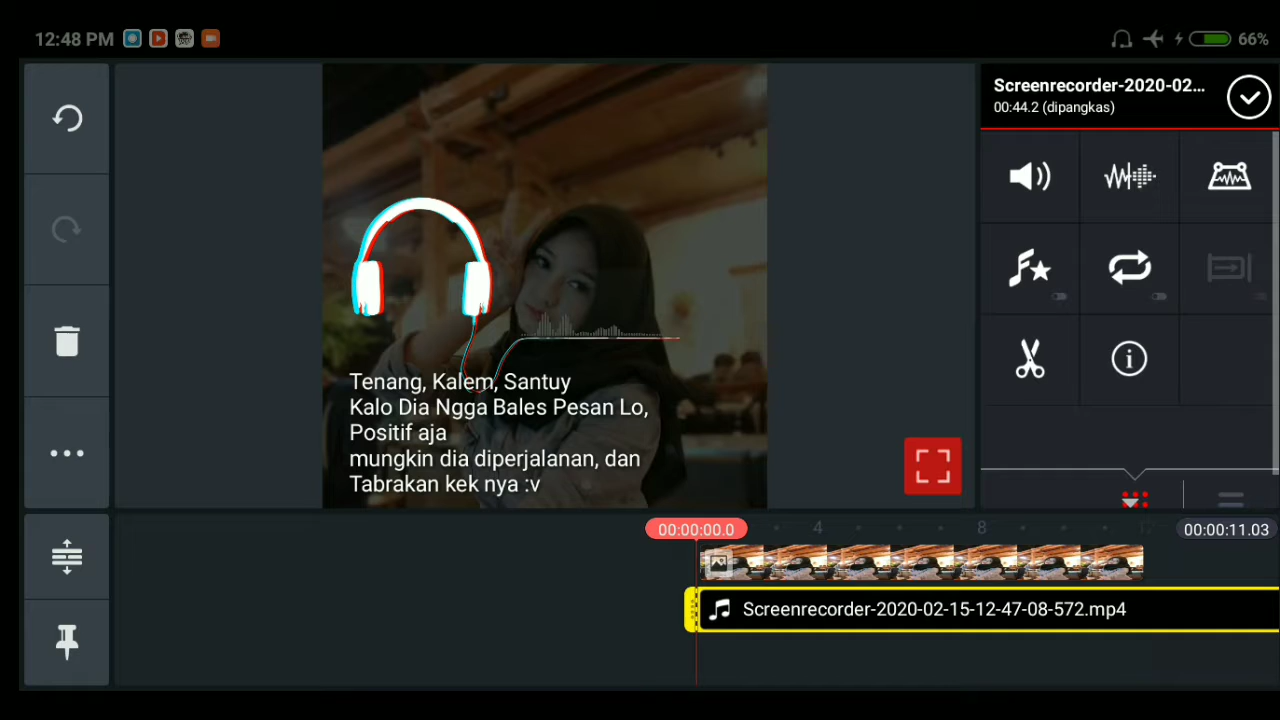 12:48 PM
66%
Screenrecorder-2020-02...
00:44.2 (dipangkas)
Tenang, Kalem, Santuy
Kalo Dia Ngga Bales Pesan Lo,
Positif aja
mungkin dia diperjalanan, dan
Tabrakan kek nya :v
00:00:00.0
4
8
00:00:11.03
Screenrecorder-2020-02-15-12-47-08-572.mp4